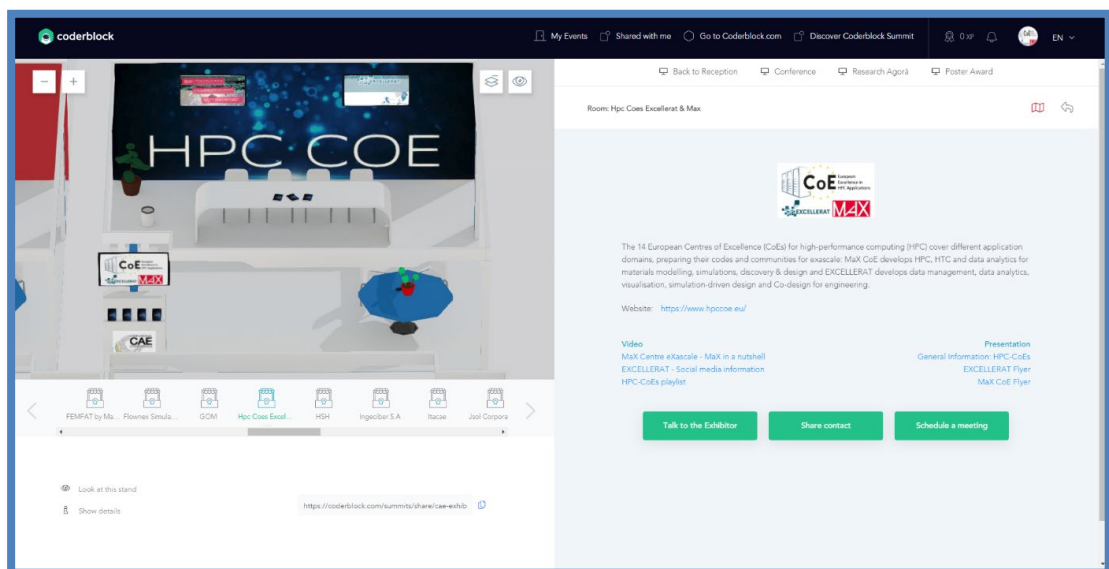 coderblock
My Events
Shared with me
Go to Coderblock.com
Discover Coderblock Summit
0 XP
EN
HPC COE
CoE
EXCELLERAT MAX
CAE
Back to Reception
Conference
Research Agorà
Poster Award
Room: Hpc Coes Excellerat & Max
CoE European
Excellence in
HPC Applications
EXCELLERAT MAX
The 14 European Centres of Excellence (CoEs) for high-performance computing (HPC) cover different application
domains, preparing their codes and communities for exascale: MaX CoE develops HPC, HTC and data analytics for
materials modelling, simulations, discovery & design and EXCELLERAT develops data management, data analytics,
visualisation, simulation-driven design and Co-design for engineering.
Website: https://www.hpccoe.eu/
Video
MaX Centre eXascale - MaX in a nutshell
EXCELLERAT - Social media information
HPC-CoEs playlist
Presentation
General Information: HPC-CoEs
EXCELLERAT Flyer
MaX CoE Flyer
Talk to the Exhibitor
Share contact
Schedule a meeting
FEMFAT by Ma..
Flownex Simula...
GOM
Hpc Coes Excel...
HSH
Ingeciber S.A
Itacae
Jsol Corpora
Look at this stand
Show details
https://coderblock.com/summits/share/cae-exhib